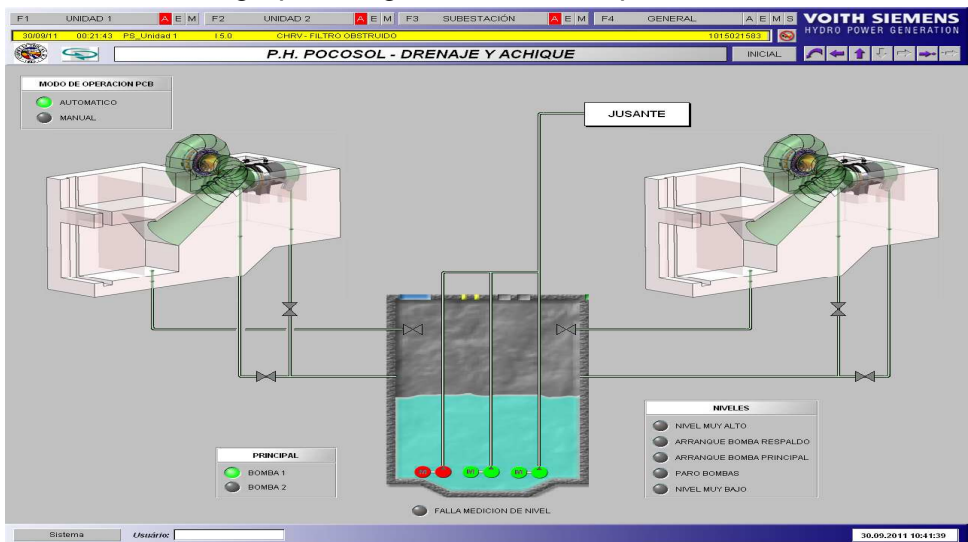 F1 UNIDAD 1 A E M F2 UNIDAD 2 A E M F3 SUBESTACIÓN A E M F4 GENERAL A E M S VOITH SIEMENS
HYDRO POWER GENERATION
30/09/11 00:21:43 PS_Unidad 1 15.0 CHRV- FILTRO OBSTRUIDO 1015021583
P.H. POCOSOL - DRENAJE Y ACHIQUE INICIAL
MODO DE OPERACION PCB
AUTOMATICO
MANUAL
JUSANTE
NIVELES
NIVEL MUY ALTO
ARRANQUE BOMBA RESPALDO
ARRANQUE BOMBA PRINCIPAL
PARO BOMBAS
NIVEL MUY BAJO
PRINCIPAL
BOMBA 1
BOMBA 2
M M M
FALLA MEDICION DE NIVEL
Sistema Usuário: 30.09.2011 10:41:39